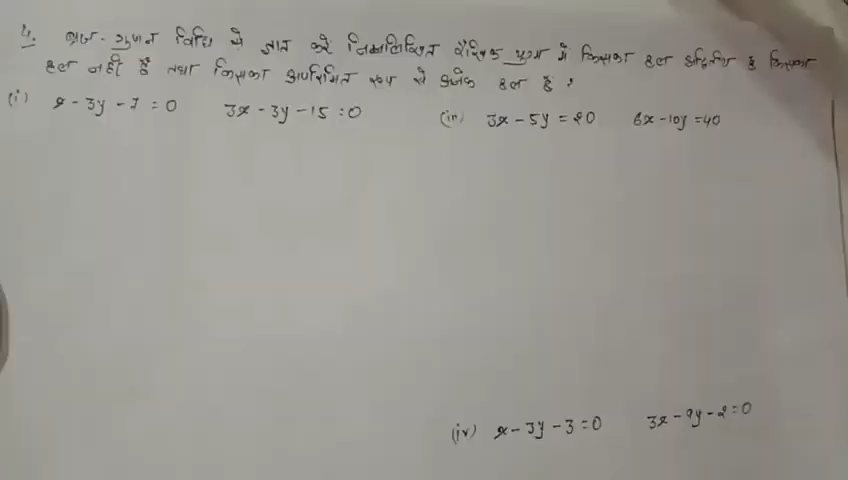 4. ब्रज-गुणन विधि से ज्ञात करें निम्नलिखित रैखिक युग्म में किसका हल अद्वितीय है किसका
हल नहीं है तथा किसका अपरिमित रूप से अनेक हल हैं :
(i) x - 3y - 7 = 0 3x - 3y - 15 = 0 (iii) 3x - 5y = 20 6x - 10y = 40
(iv) x - 3y - 3 = 0 3x - 9y - 2 = 0